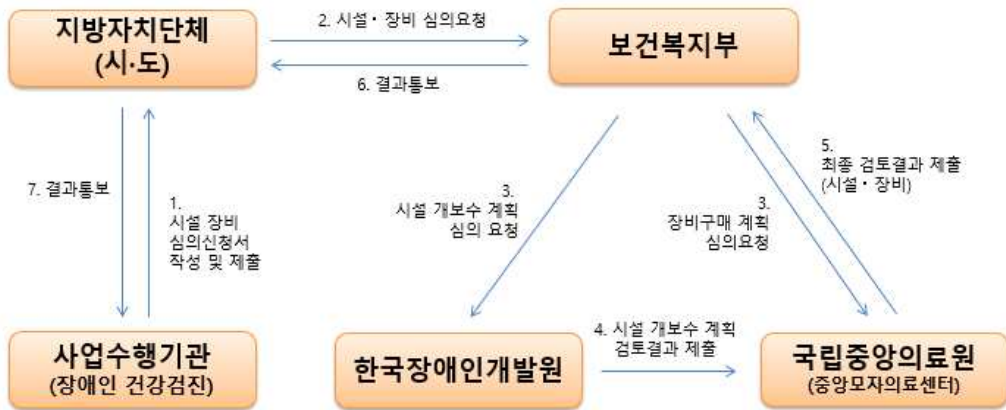 지방자치단체
(시·도)
2. 시설·장비 심의요청
6. 결과통보
보건복지부
7. 결과통보
1.
시설 장비
심의신청서
작성 및 제출
3.
시설 개보수 계획
심의 요청
3.
장비구매 계획
심의요청
5.
최종 검토결과 제출
(시설·장비)
사업수행기관
(장애인 건강검진)
한국장애인개발원
4. 시설 개보수 계획
검토결과 제출
국립중앙의료원
(중앙모자의료센터)